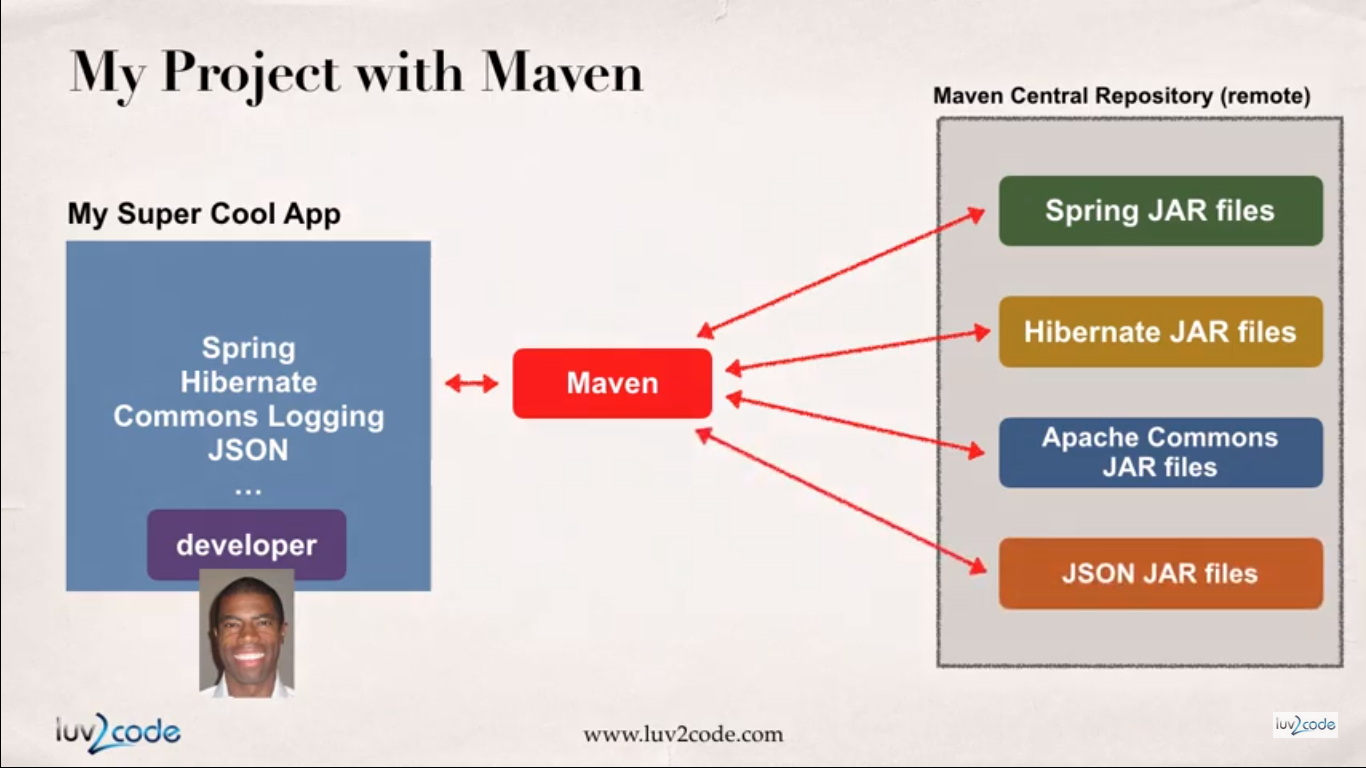 My Project with Maven
Maven Central Repository (remote)
My Super Cool App
Spring
Hibernate
Commons Logging
JSON
...
developer
Maven
Spring JAR files
Hibernate JAR files
Apache Commons
JAR files
JSON JAR files
luv2code
www.luv2code.com
luv2code